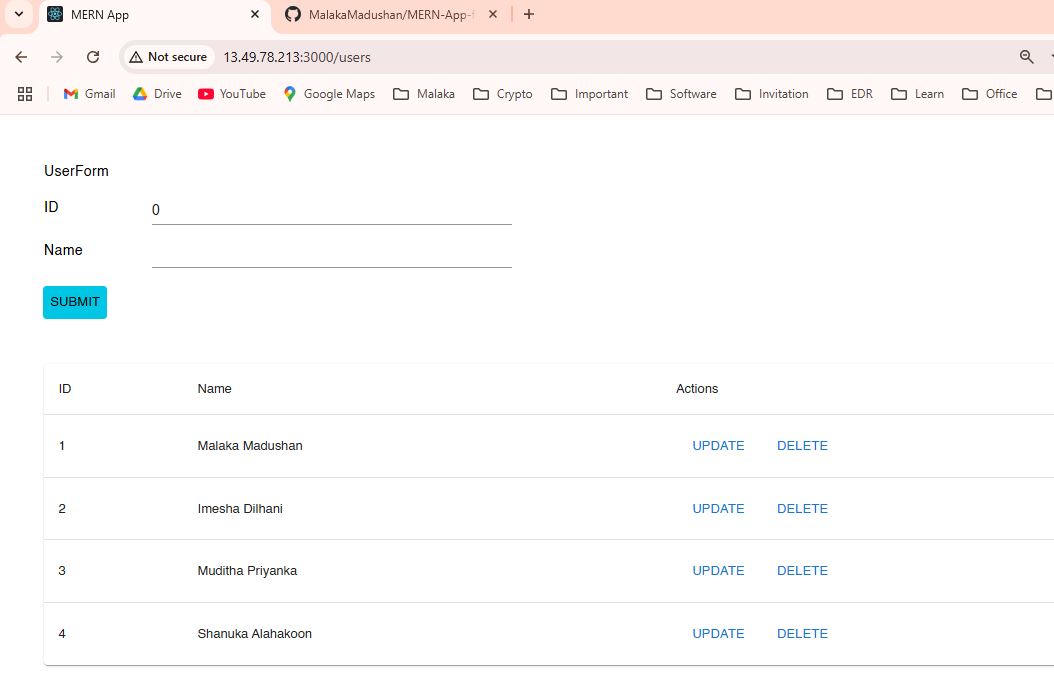 MERN App
MalakaMadushan/MERN-App-
Not secure 13.49.78.213:3000/users
Gmail Drive YouTube Google Maps Malaka Crypto Important Software Invitation EDR Learn Office
UserForm
ID 0
Name
SUBMIT
ID Name Actions
1 Malaka Madushan UPDATE DELETE
2 Imesha Dilhani UPDATE DELETE
3 Muditha Priyanka UPDATE DELETE
4 Shanuka Alahakoon UPDATE DELETE